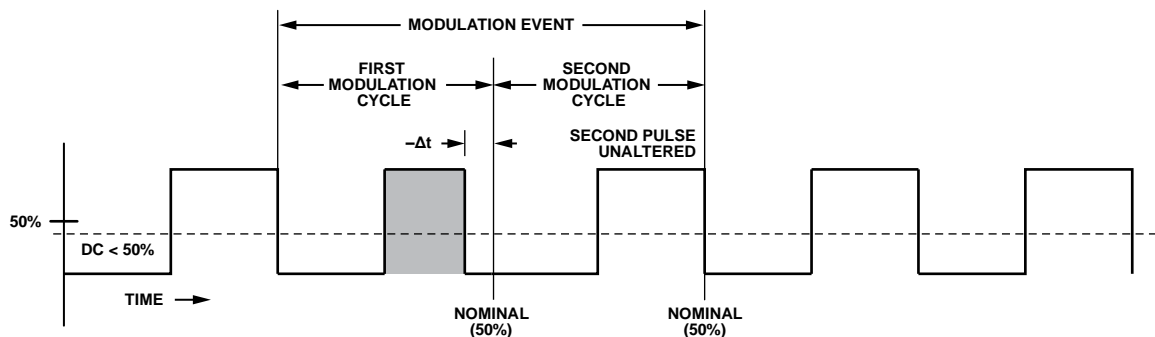 MODULATION EVENT
FIRST
MODULATION
CYCLE
SECOND
MODULATION
CYCLE
–Δt
SECOND PULSE
UNALTERED
50%
DC < 50%
TIME
NOMINAL
(50%)
NOMINAL
(50%)